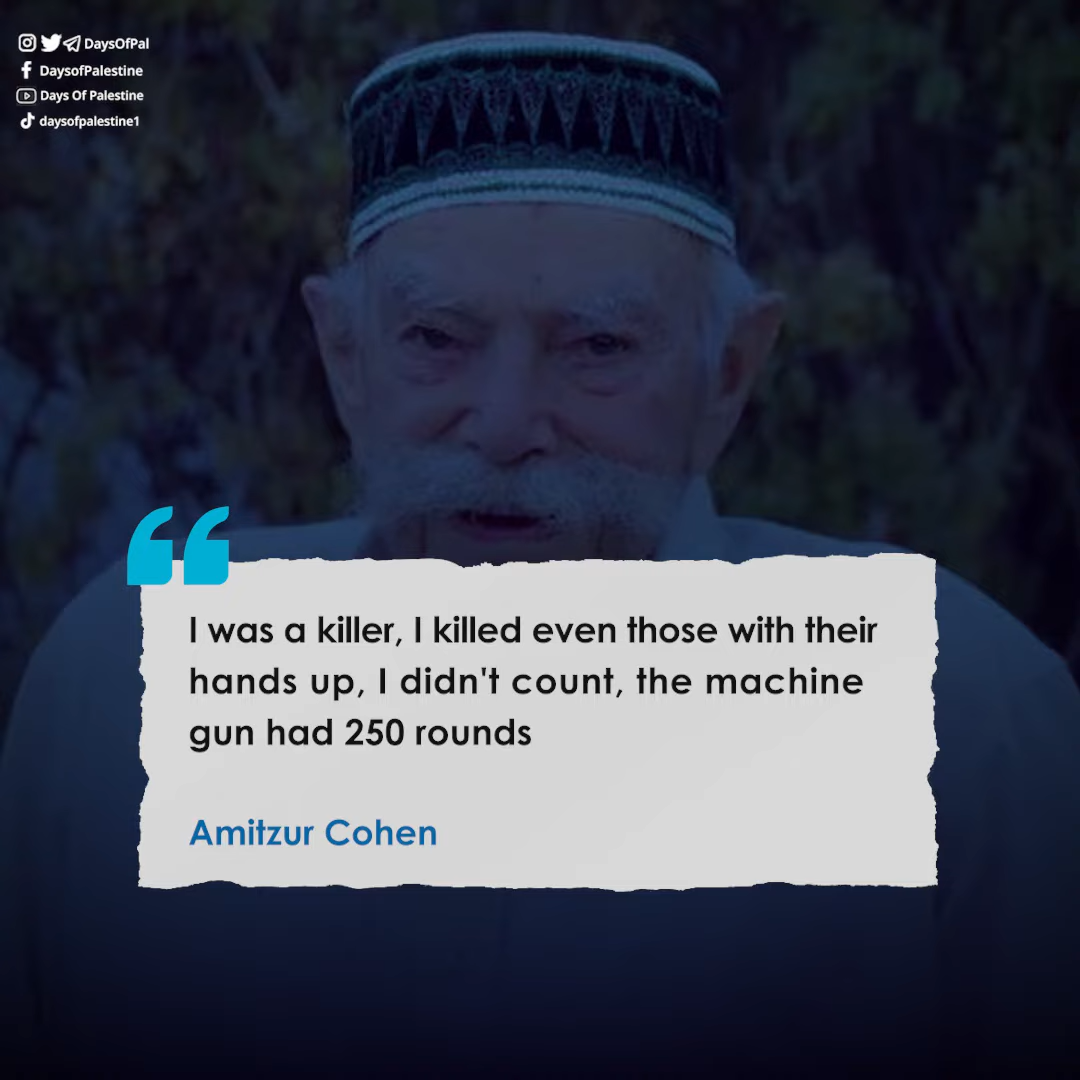 DaysOfPal
DaysofPalestine
Days Of Palestine
daysofpalestine1
I was a killer, I killed even those with their
hands up, I didn't count, the machine
gun had 250 rounds
Amitzur Cohen